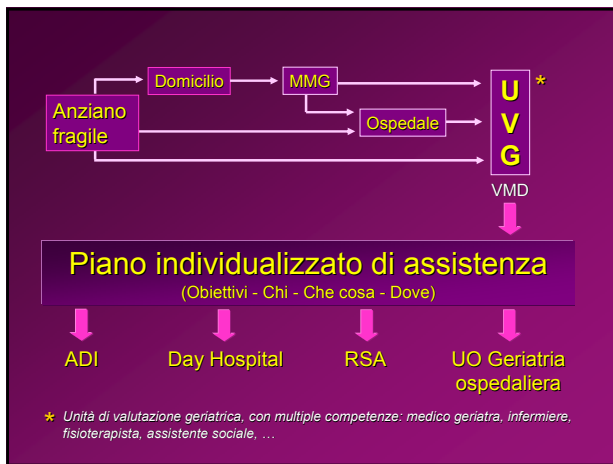 Domicilio
MMG
Anziano
fragile
Ospedale
U
V
G
*
VMD
Piano individualizzato di assistenza
(Obiettivi - Chi - Che cosa - Dove)
ADI
Day Hospital
RSA
UO Geriatria
ospedaliera
* Unità di valutazione geriatrica, con multiple competenze: medico geriatra, infermiere,
fisioterapista, assistente sociale, …